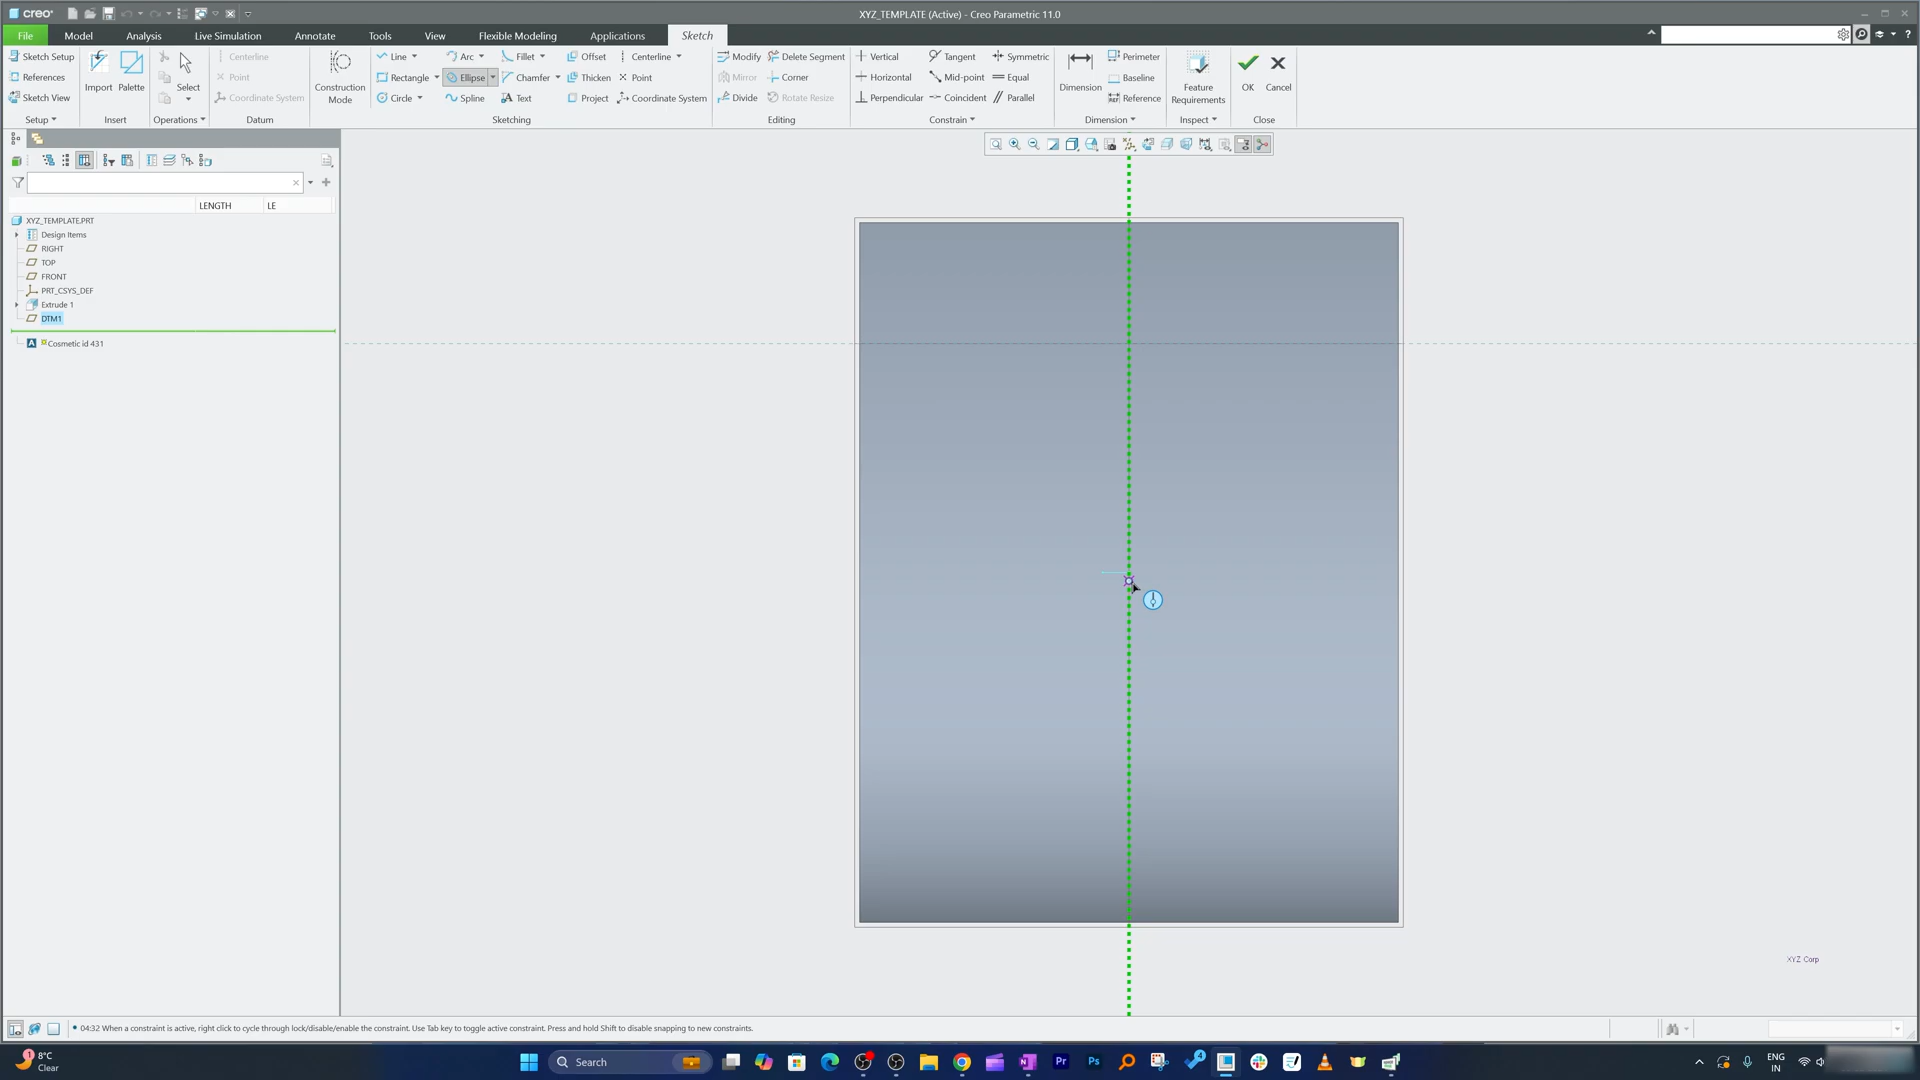 creo
XYZ_TEMPLATE (Active) - Creo Parametric 11.0
File Model Analysis Live Simulation Annotate Tools View Flexible Modeling Applications Sketch
Sketch Setup Line Arc Fillet Offset Centerline Modify Delete Segment Vertical Tangent Symmetric Perimeter
References Rectangle Ellipse Chamfer Thicken Point Mirror Corner Horizontal Mid-point Equal Baseline
Sketch View Circle Spline Text Project Coordinate System Divide Rotate Resize Perpendicular Coincident Parallel Reference
Import Palette Select Construction Mode Dimension Feature Requirements OK Cancel
Centerline
Point
Coordinate System
Setup Insert Operations Datum Sketching Editing Constrain Dimension Inspect Close
LENGTH LE
XYZ_TEMPLATE.PRT
Design Items
RIGHT
TOP
FRONT
PRT_CSYS_DEF
Extrude 1
DTM1
A Cosmetic id 431
XYZ Corp
04:32 When a constraint is active, right click to cycle through lock/disable/enable the constraint. Use Tab key to toggle active constraint. Press and hold Shift to disable snapping to new constraints.
1
8°C
Clear
Search
Pr
Ps
4
ENG
IN